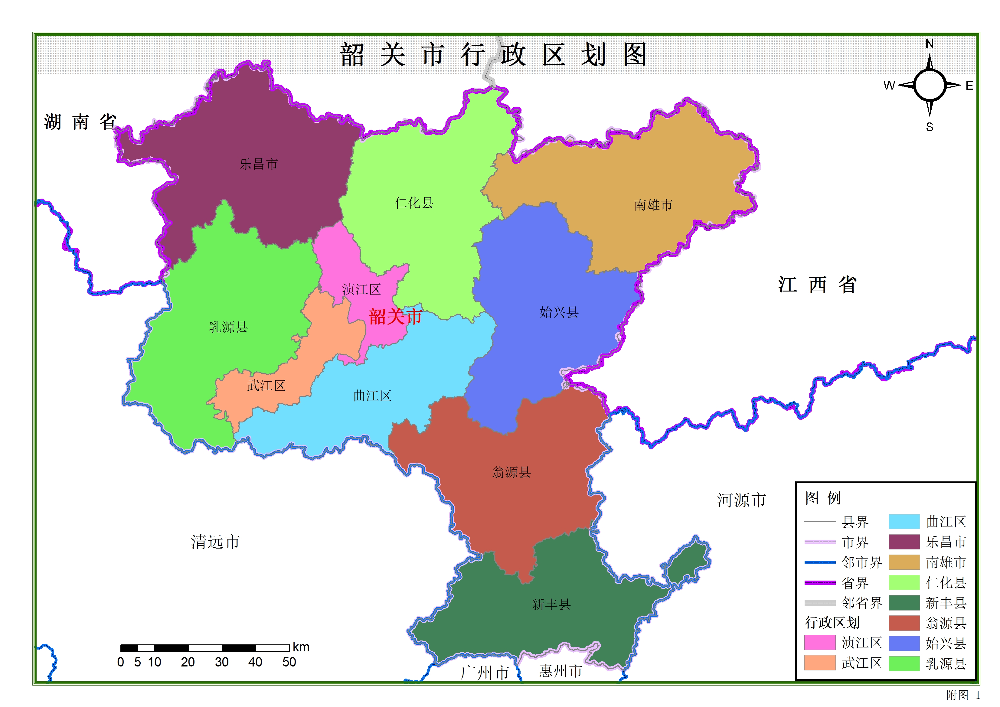 韶关市行政区划图
N
W
E
S
湖南省
乐昌市
仁化县
南雄市
江西省
浈江区
韶关市
始兴县
乳源县
武江区
曲江区
翁源县
河源市
清远市
新丰县
广州市
惠州市
km
0 5 10 20 30 40 50
图例
县界
市界
邻市界
省界
邻省界
行政区划
浈江区
武江区
曲江区
乐昌市
南雄市
仁化县
新丰县
翁源县
始兴县
乳源县
附图 1